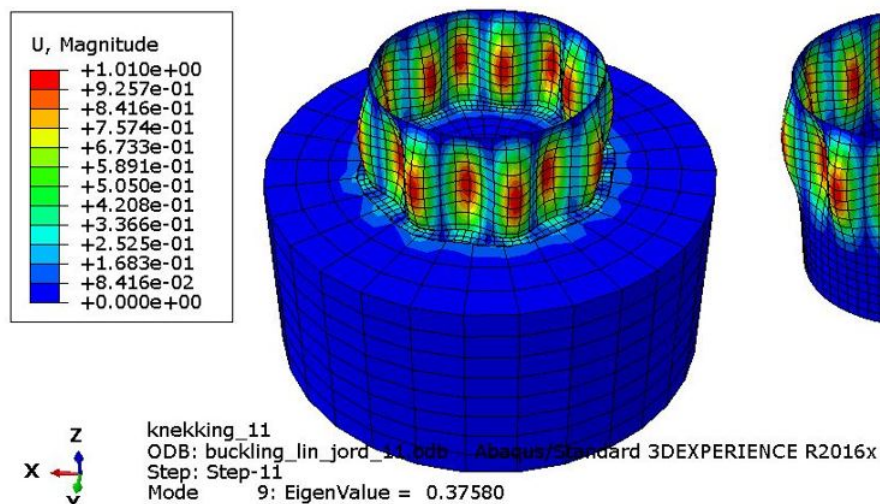 U, Magnitude
+1.010e+00
+9.257e-01
+8.416e-01
+7.574e-01
+6.733e-01
+5.891e-01
+5.050e-01
+4.208e-01
+3.366e-01
+2.525e-01
+1.683e-01
+8.416e-02
+0.000e+00
knekking_11
ODB: buckling_lin_jord_11.odb Abaqus/Standard 3DEXPERIENCE R2016x
Step: Step-11
Mode 9: EigenValue = 0.37580
Z
X
Y